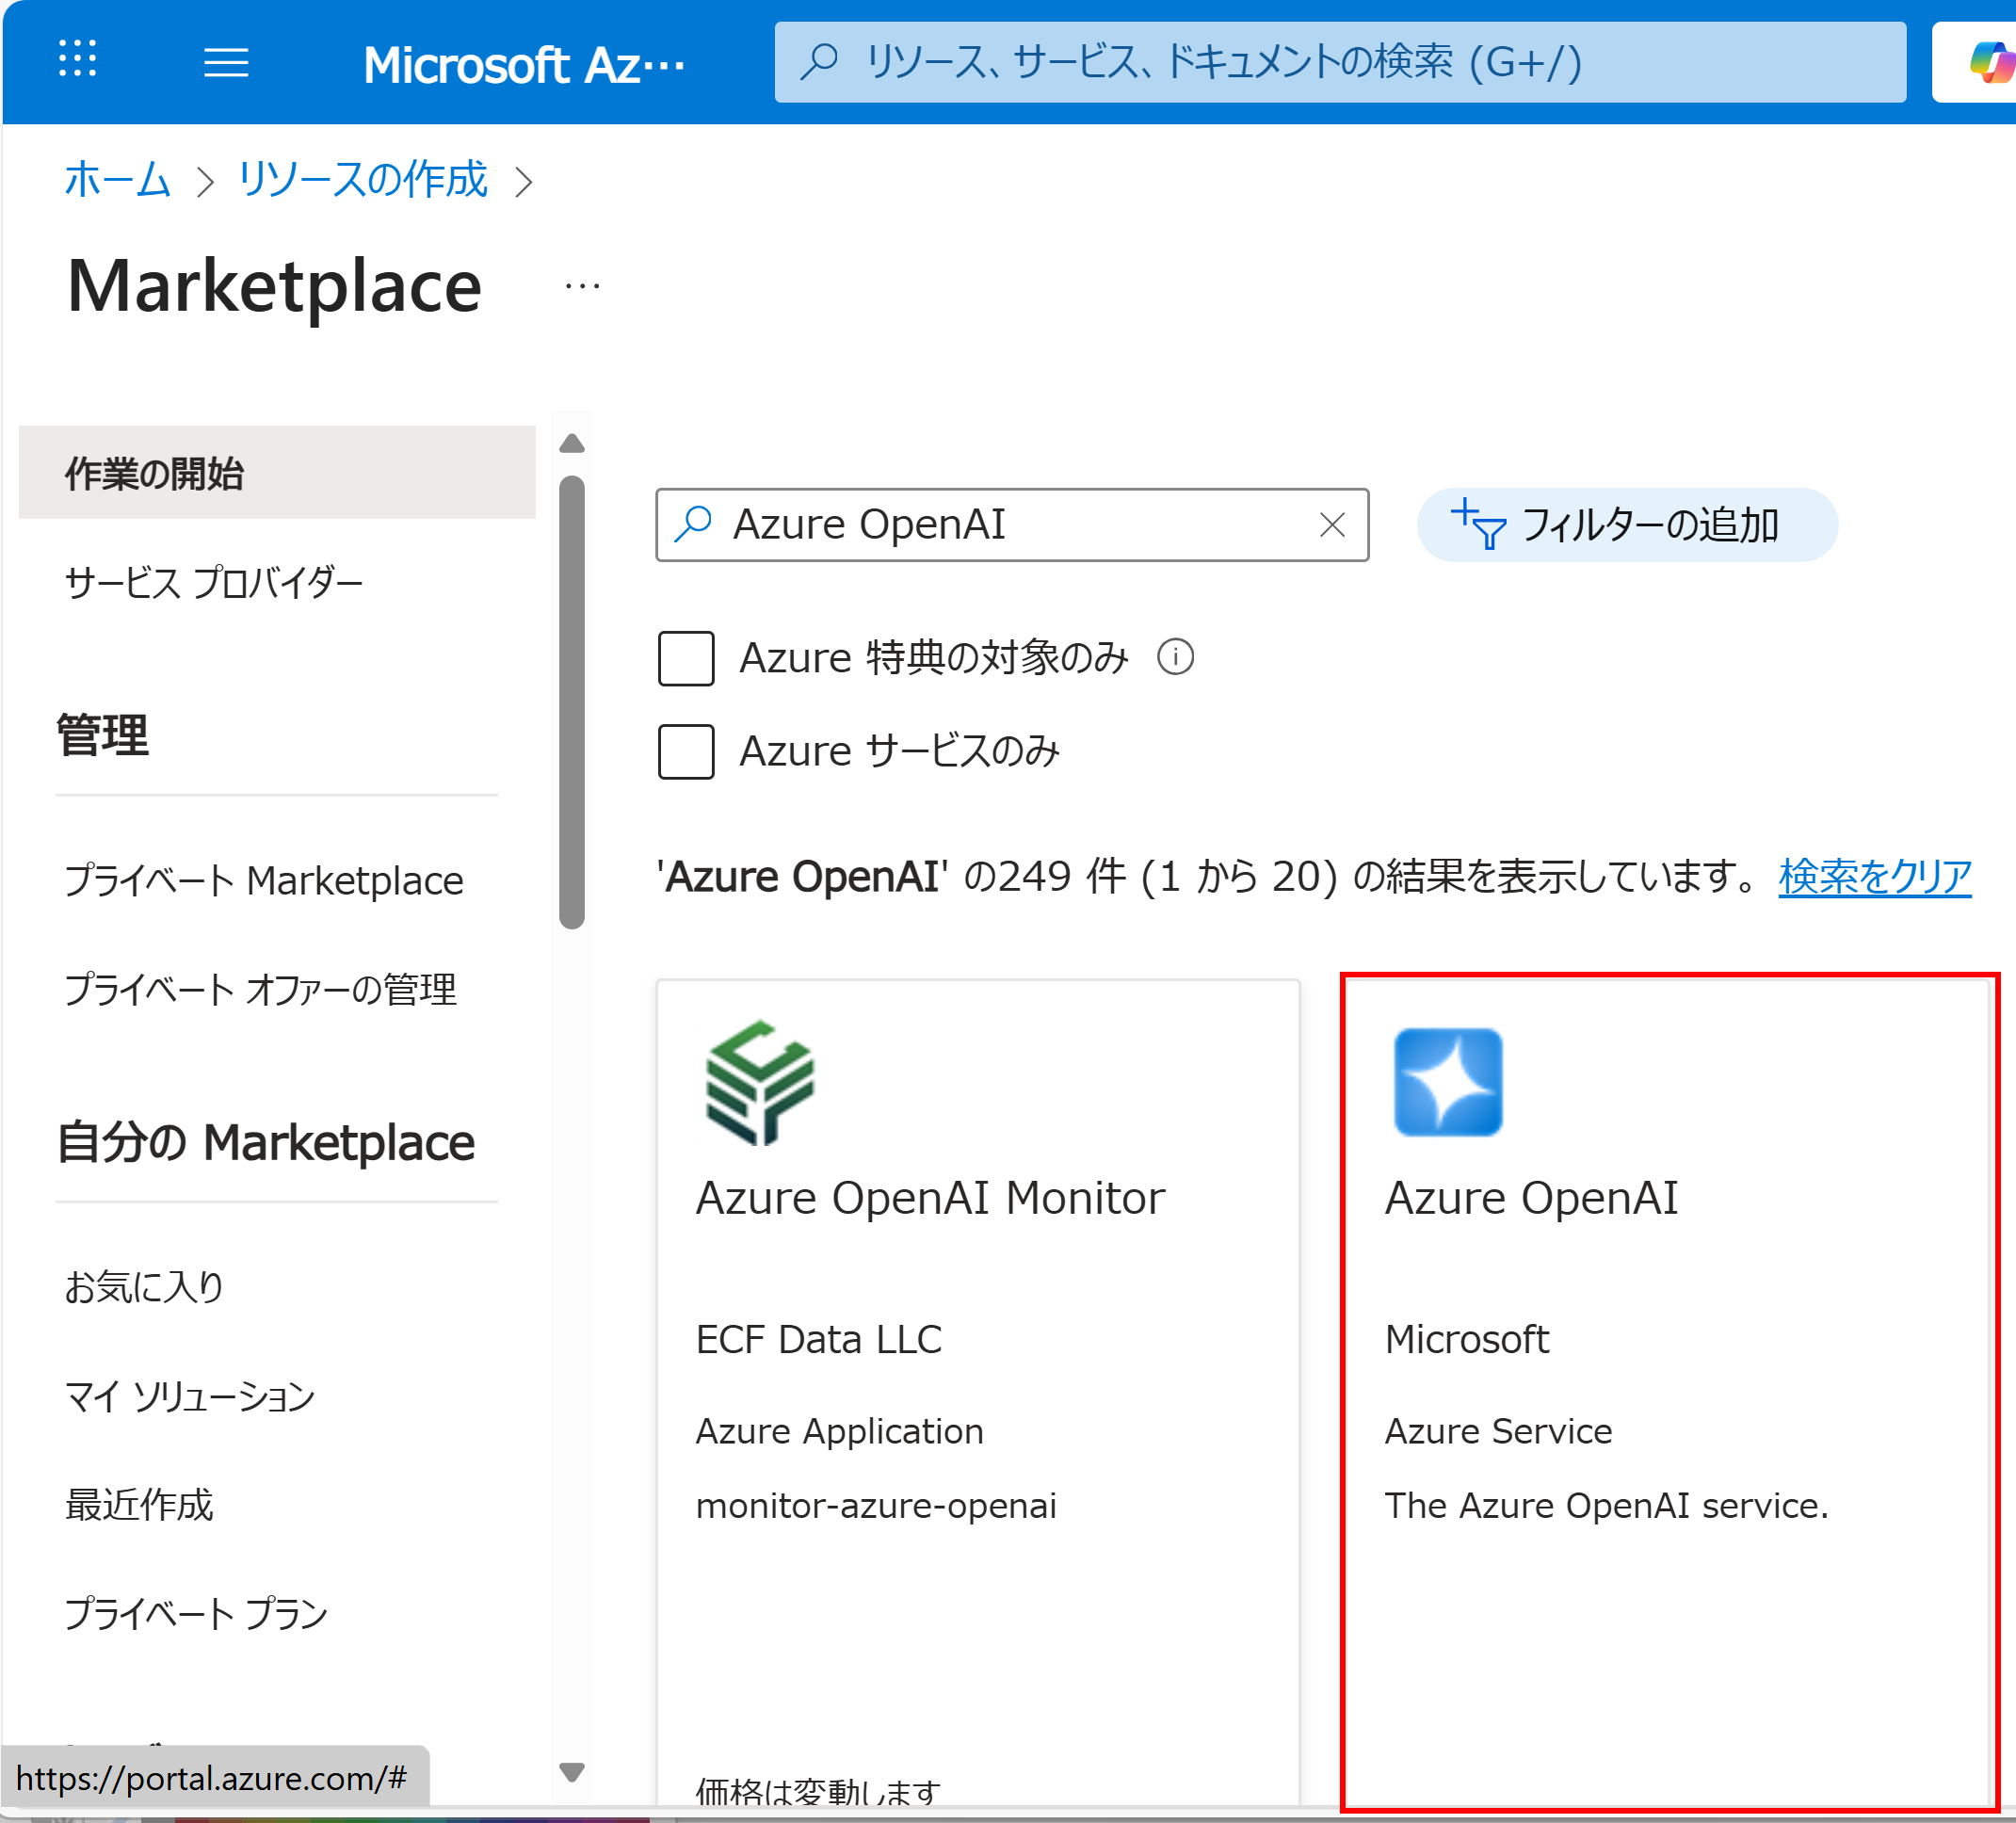 Microsoft Az…
リソース、サービス、ドキュメントの検索 (G+/)
ホーム
リソースの作成
Marketplace
…
作業の開始
サービス プロバイダー
管理
プライベート Marketplace
プライベート オファーの管理
自分の Marketplace
お気に入り
マイ ソリューション
最近作成
プライベート プラン
https://portal.azure.com/#
Azure OpenAI
フィルターの追加
Azure 特典の対象のみ
Azure サービスのみ
'Azure OpenAI' の249 件 (1 から 20) の結果を表示しています。 検索をクリア
Azure OpenAI Monitor
ECF Data LLC
Azure Application
monitor-azure-openai
価格は変動します
Azure OpenAI
Microsoft
Azure Service
The Azure OpenAI service.